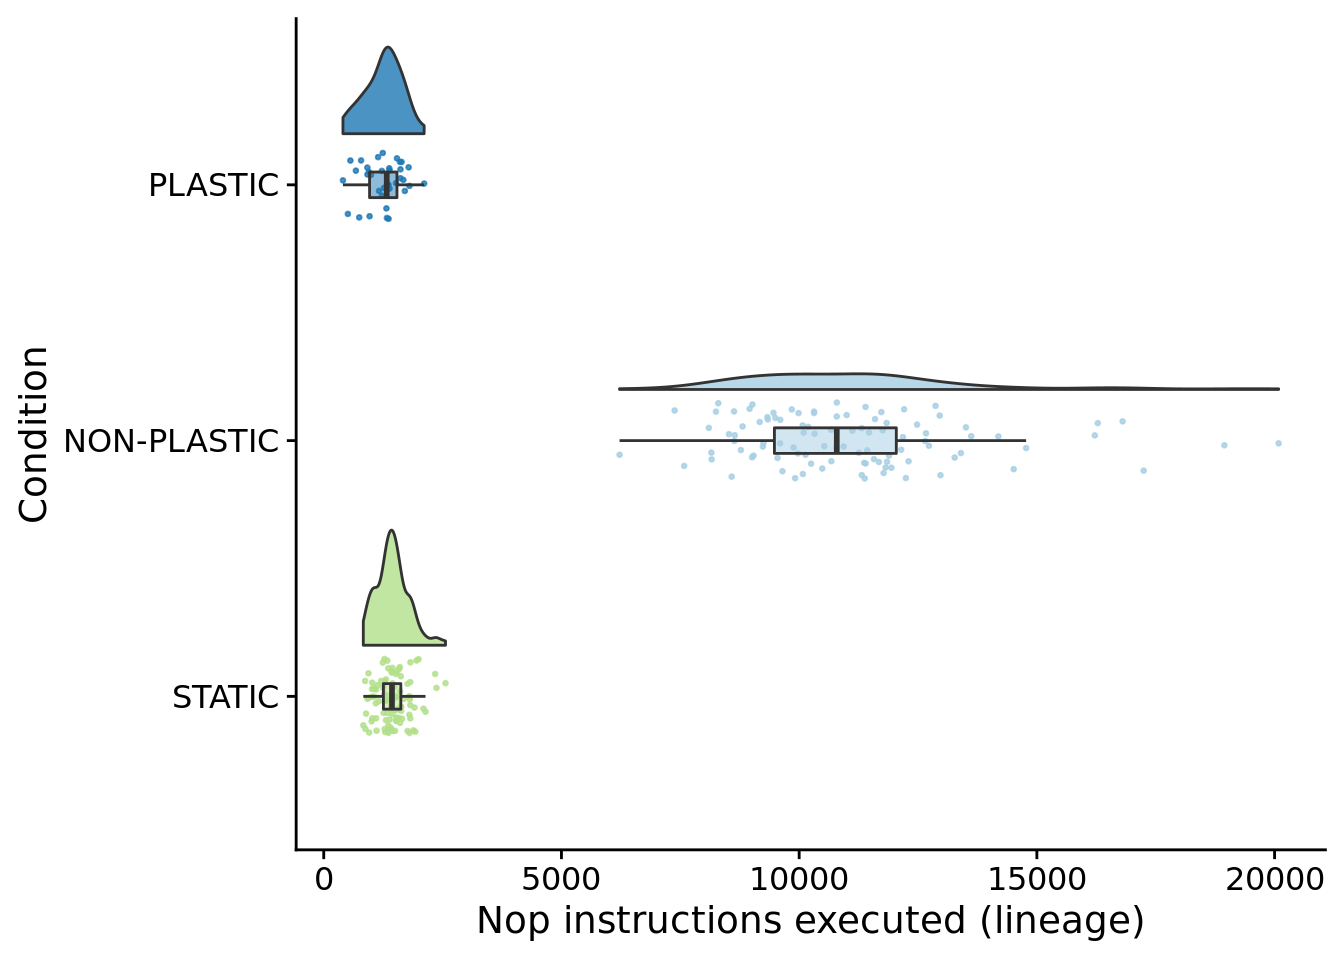 PLASTIC
NON-PLASTIC
STATIC
Condition
0 5000 10000 15000 20000
Nop instructions executed (lineage)